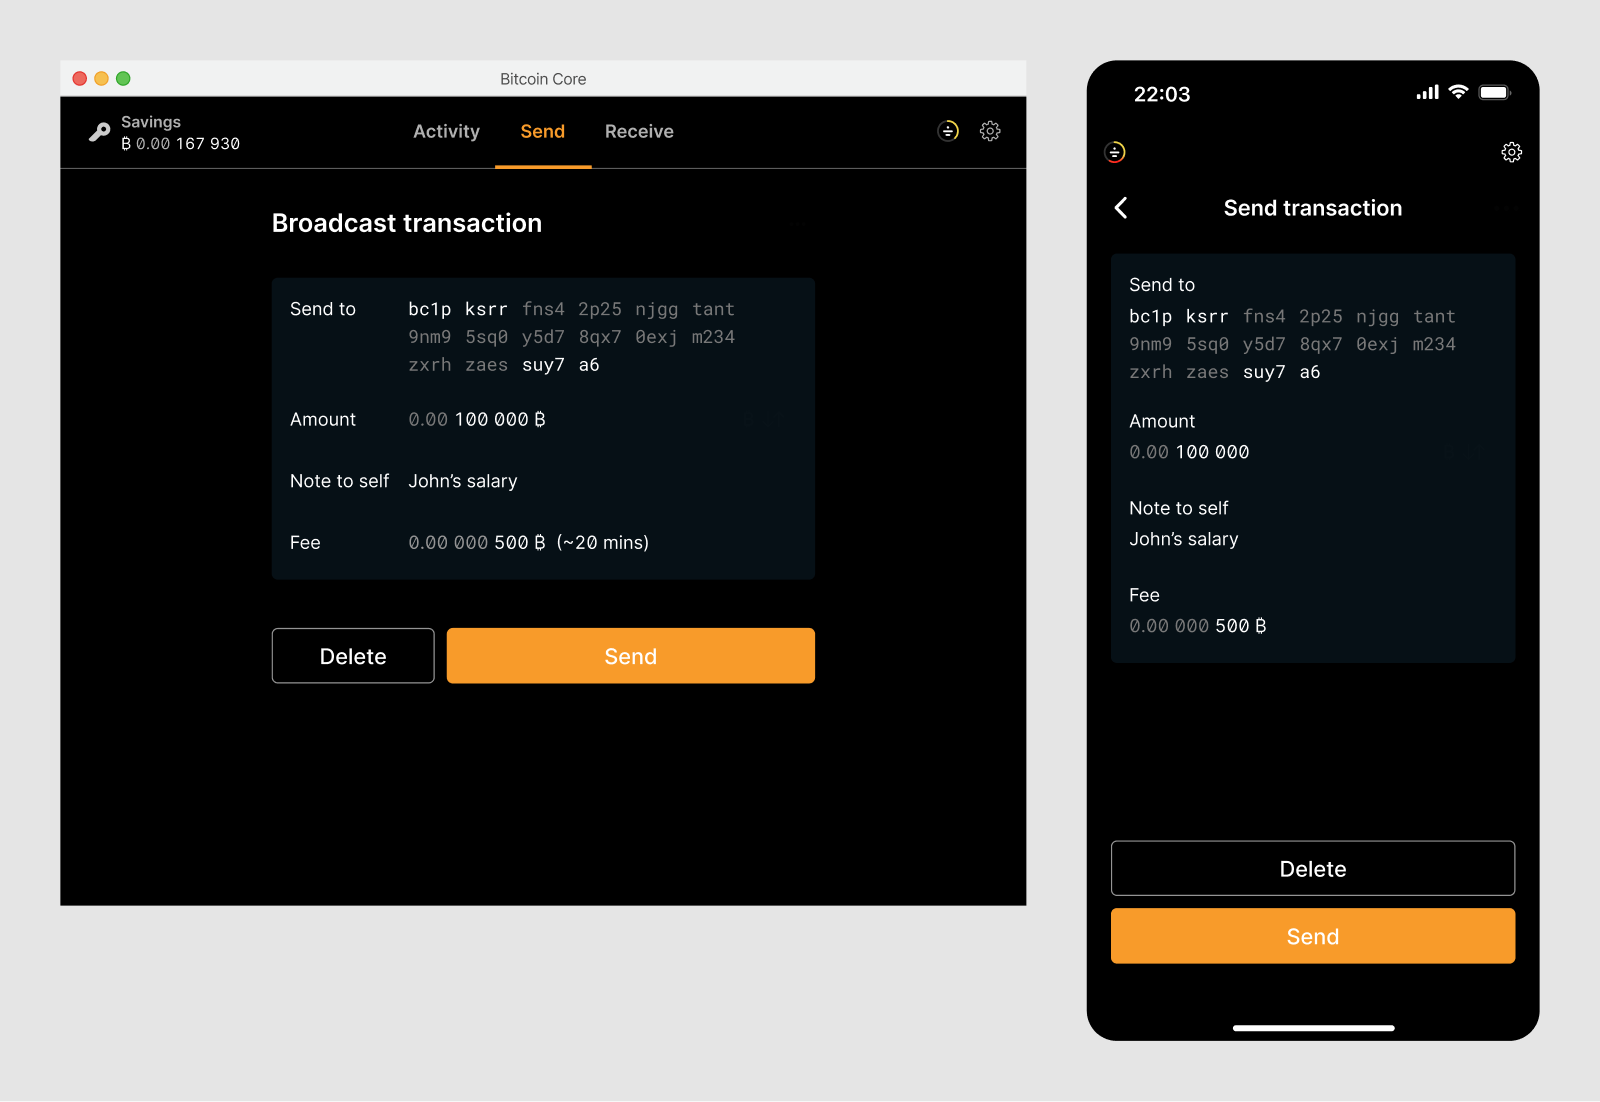 Bitcoin Core
Savings
₿ 0.00 167 930
Activity
Send
Receive
Broadcast transaction
Send to
bc1p ksrr fns4 2p25 njgg tant
9nm9 5sq0 y5d7 8qx7 0exj m234
zxrh zaes suy7 a6
Amount
0.00 100 000 ₿
Note to self
John’s salary
Fee
0.00 000 500 ₿ (~20 mins)
Delete
Send
22:03
Send transaction
Send to
bc1p ksrr fns4 2p25 njgg tant
9nm9 5sq0 y5d7 8qx7 0exj m234
zxrh zaes suy7 a6
Amount
0.00 100 000
Note to self
John’s salary
Fee
0.00 000 500 ₿
Delete
Send